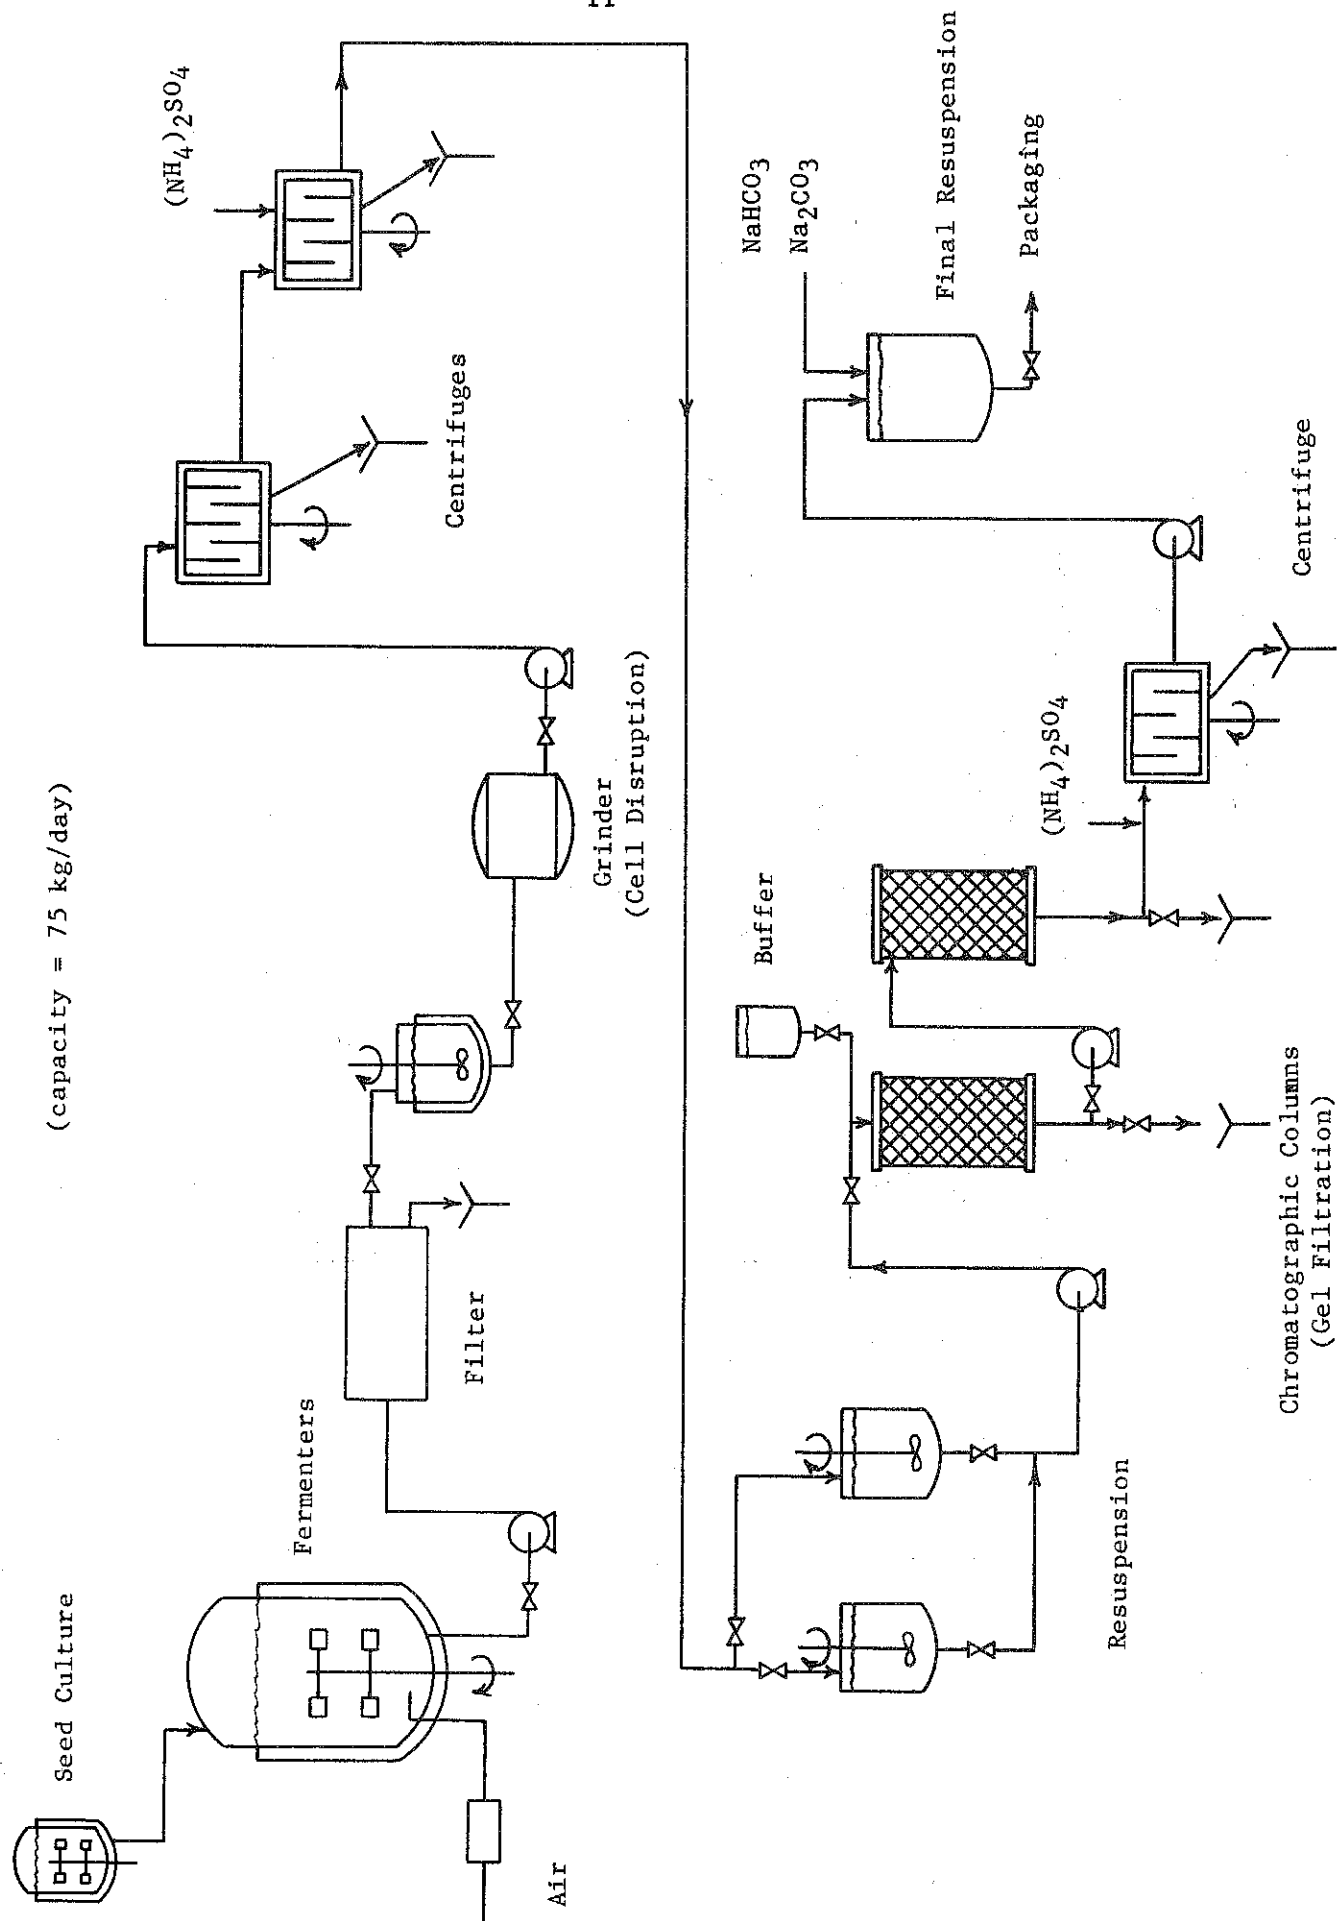 11
(capacity = 75 kg/day)
Seed Culture
Fermenters
Air
Filter
Grinder
(Cell Disruption)
Centrifuges
(NH4)2SO4
Resuspension
Buffer
Chromatographic Columns
(Gel Filtration)
(NH4)2SO4
Centrifuge
NaHCO3
Na2CO3
Final Resuspension
Packaging